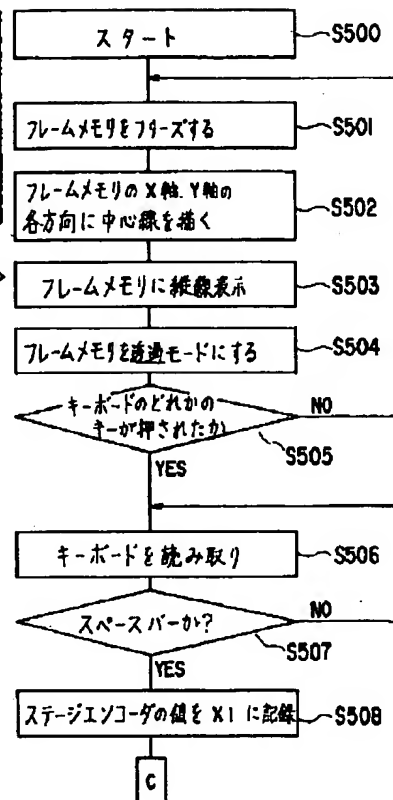 スタート
S500
フレームメモリをフリーズする
S501
フレームメモリのX軸、Y軸の
各方向に中心線を描く
S502
フレームメモリに縦線表示
S503
フレームメモリを透過モードにする
S504
キーボードのどれかの
キーが押されたか
NO
S505
YES
キーボードを読み取り
S506
スペースバーか?
NO
S507
YES
ステージエンコーダの値をX1に記録
S508
C